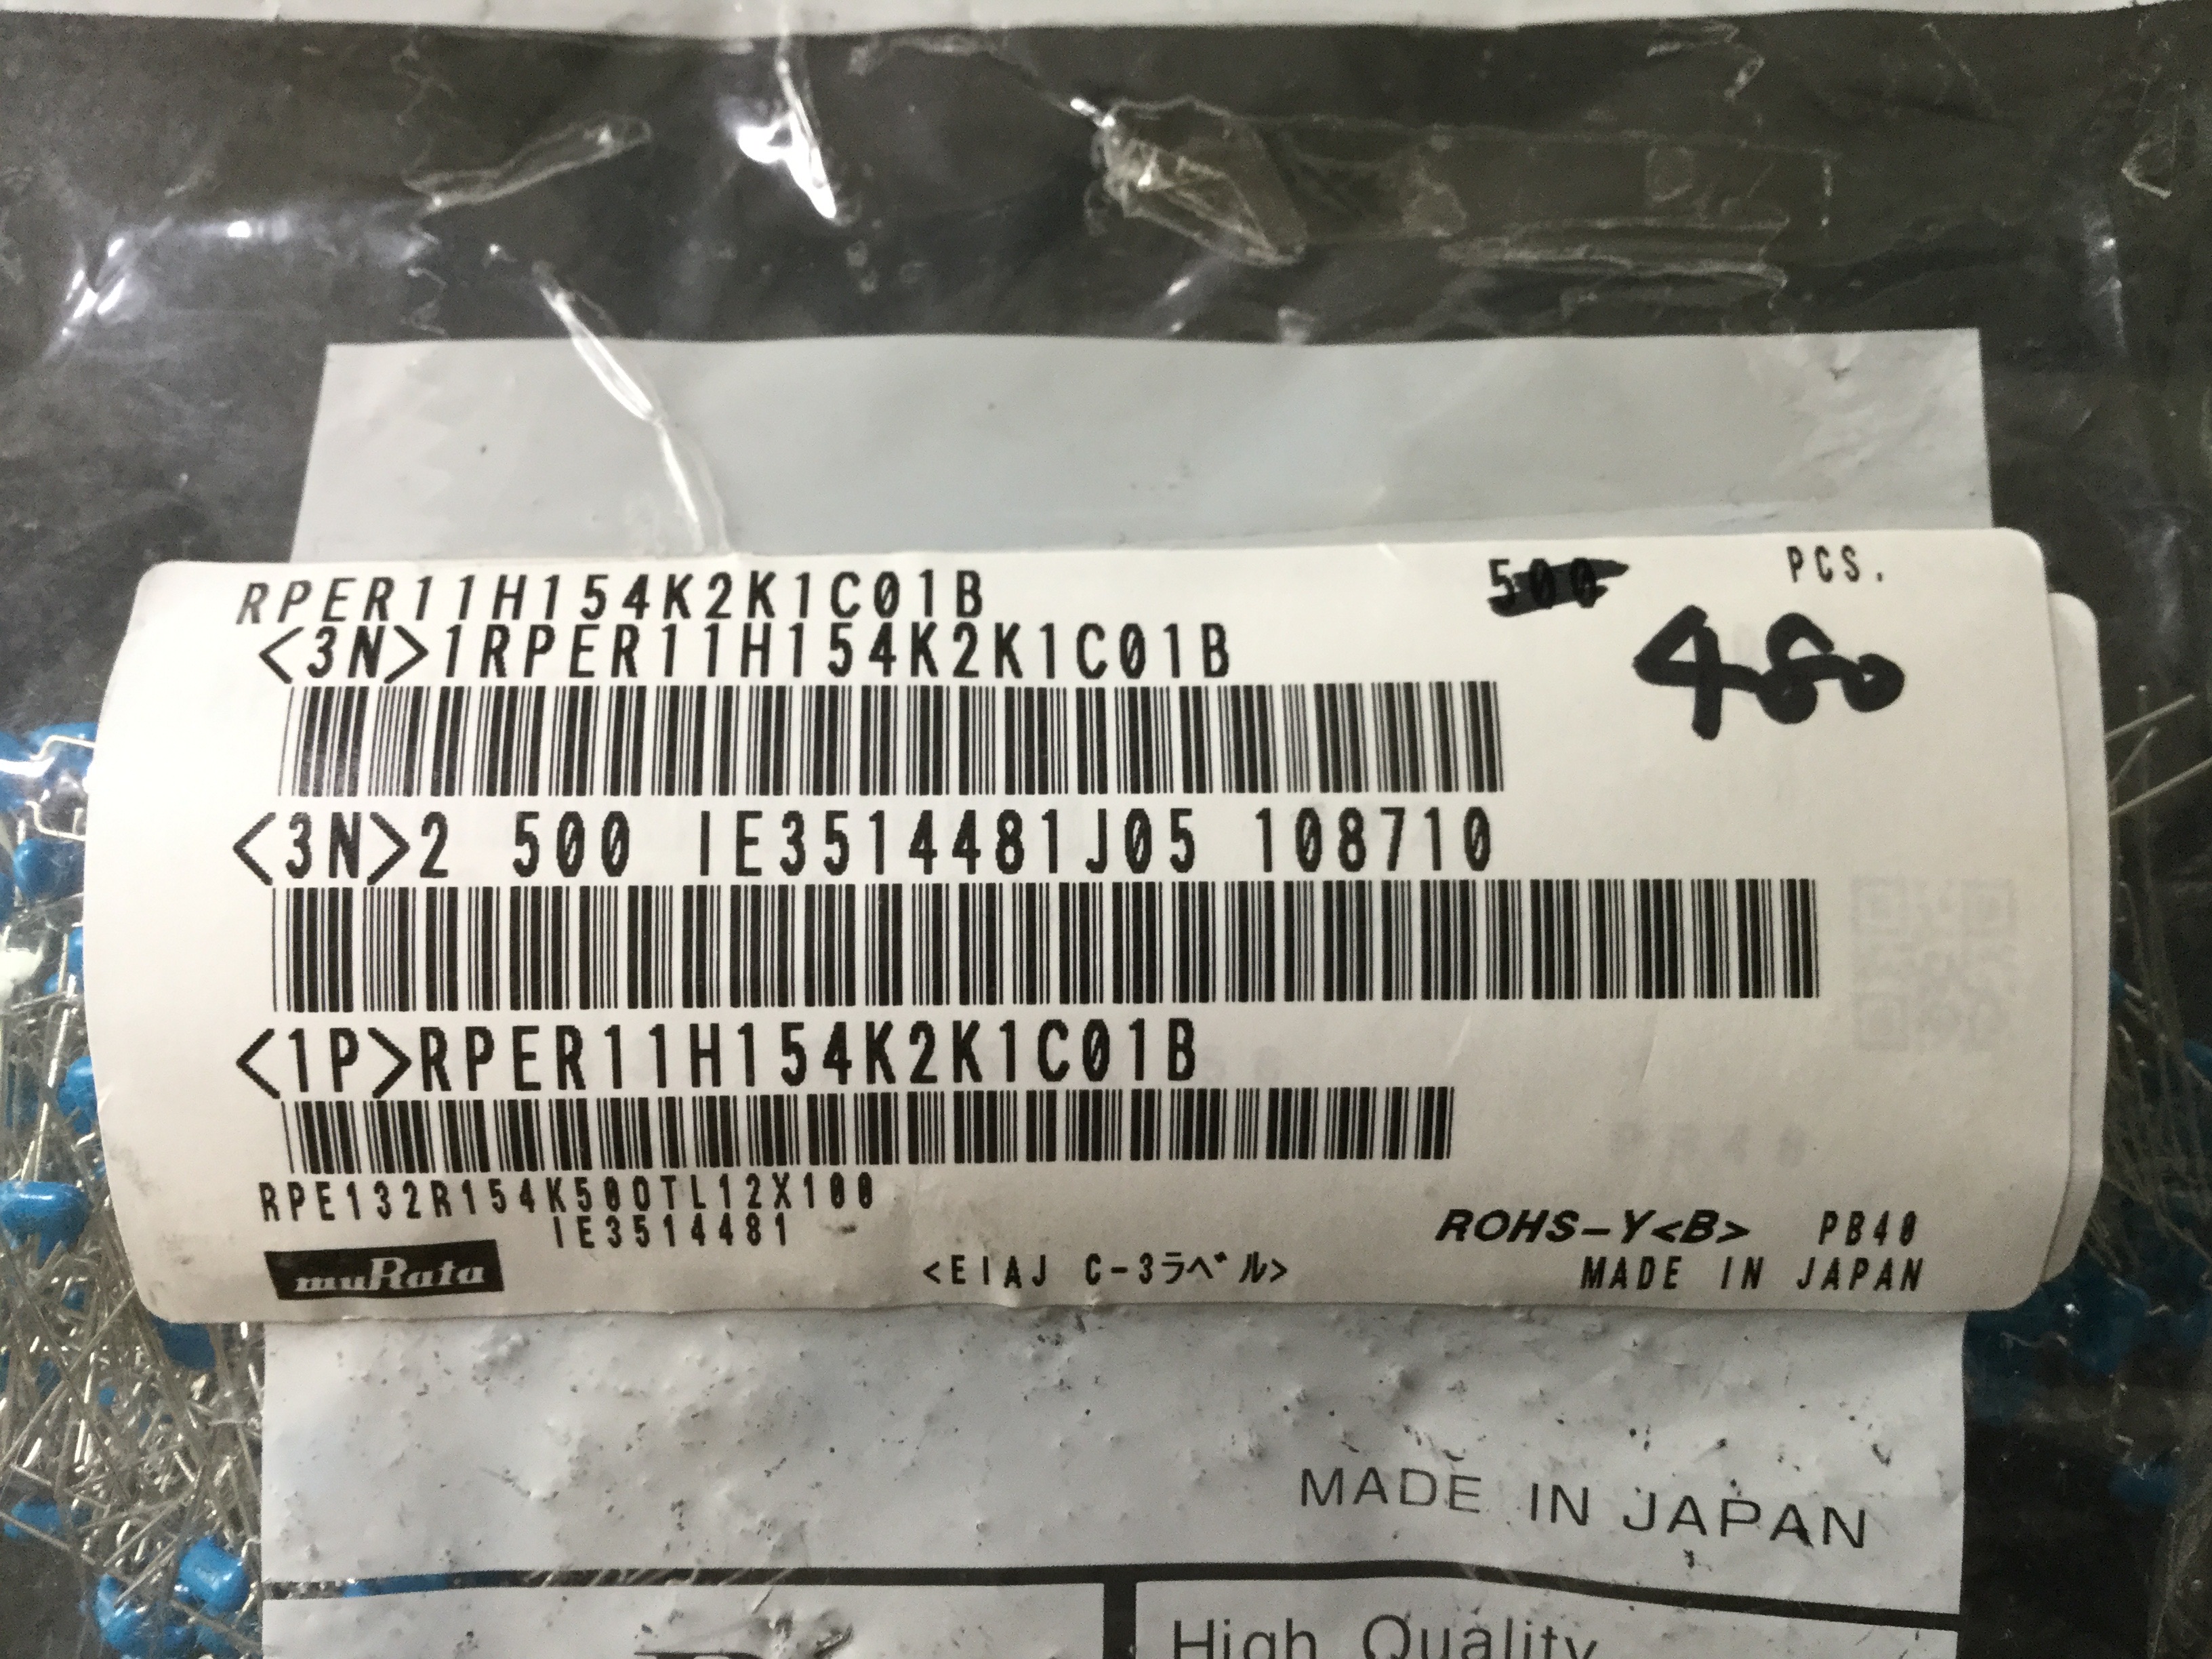 RPER11H154K2K1C01B
500 PCS.
480
<3N>1RPER11H154K2K1C01B
<3N>2 500 IE3514481J05 108710
<1P>RPER11H154K2K1C01B
RPE132R154K50OTL12X100
IE3514481
ROHS-Y<B> PB40
muRata
<EIAJ C-3ラベル>
MADE IN JAPAN
MADE IN JAPAN
High Quality